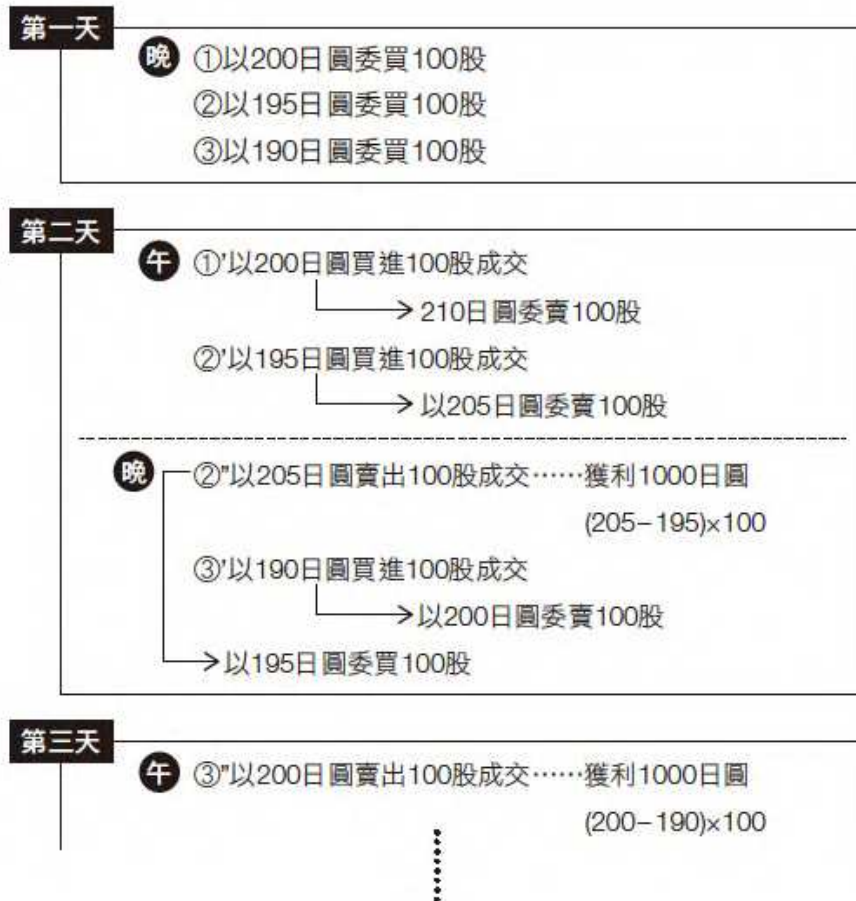 第一天
晚 ①以200日圓委買100股
②以195日圓委買100股
③以190日圓委買100股
第二天
午 ①’以200日圓買進100股成交
210日圓委賣100股
②’以195日圓買進100股成交
以205日圓委賣100股
晚 ②”以205日圓賣出100股成交……獲利1000日圓
(205–195)×100
③’以190日圓買進100股成交
以200日圓委賣100股
以195日圓委買100股
第三天
午 ③”以200日圓賣出100股成交……獲利1000日圓
(200–190)×100